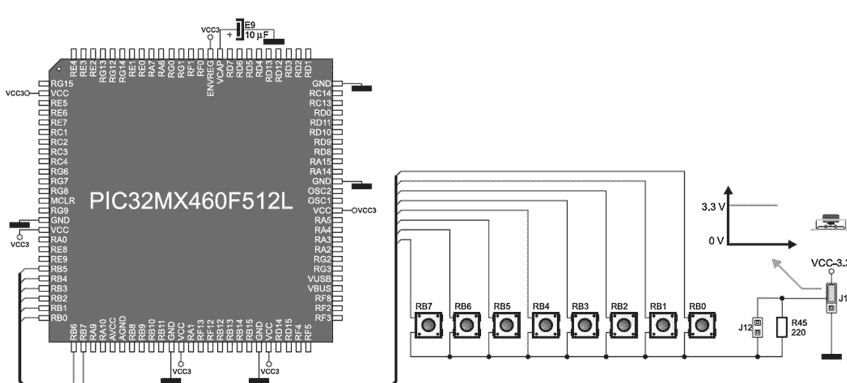 E9
VCC3
+ 10 µF
RE4 RE3 RE2 RG13 RG12 RG14 RE1 RE0 RA7 RA6 RG0 RG1 RF1 RF0 ENVREG VCAP RD7 RD6 RD5 RD4 RD13 RD12 RD3 RD2 RD1
RG15
VCC3 VCC
RE5
RE6
RE7
RC1
RC2
RC3
RC4
RG6
RG7
RG8
MCLR
RG9
GND
VCC
VCC3
RA0
RE8
RE9
RB5
RB4
RB3
RB2
RB1
RB0
PIC32MX460F512L
GND
RC14
RC13
RD0
RD11
RD10
RD9
RD8
RA15
RA14
GND
OSC2
OSC1
VCC VCC3
RA5
RA4
RA3
RA2
RG2
RG3
VUSB
VBUS
RF8
RF2
RF3
RB6 RB7 RA9 RA10 AVCC AGND RB8 RB9 RB10 RB11 GND VCC RA1 RF13 RF12 RB12 RB13 RB14 RB15 GND VCC RD14 RD15 RF4 RF5
VCC3 VCC3
RB7 RB6 RB5 RB4 RB3 RB2 RB1 RB0
3.3 V
0 V
VCC-3.3
J1
J12
R45
220